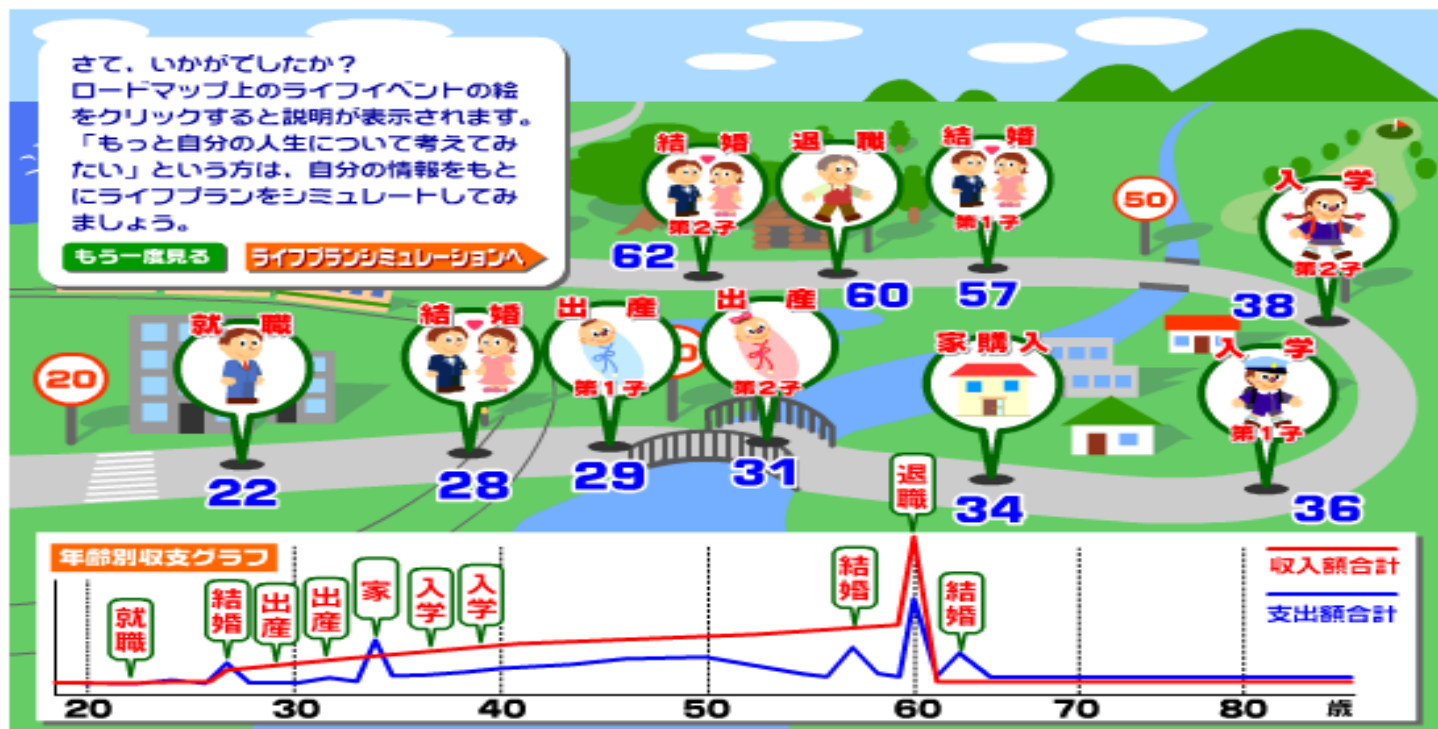 さて、いかがでしたか？
ロードマップ上のライフイベントの絵
をクリックすると説明が表示されます。
「もっと自分の人生について考えてみ
たい」という方は、自分の情報をもと
にライフプランをシミュレートしてみ
ましょう。
もう一度見る
ライフプランシミュレーションへ
結婚
第2子
62
退職
60
結婚
第1子
57
50
入学
第2子
38
20
就職
22
結婚
28
出産
第1子
29
出産
第2子
31
家購入
34
入学
第1子
36
年齢別収支グラフ
就職
結婚
出産
出産
家
入学
入学
結婚
退職
結婚
収入額合計
支出額合計
20 30 40 50 60 70 80 歳